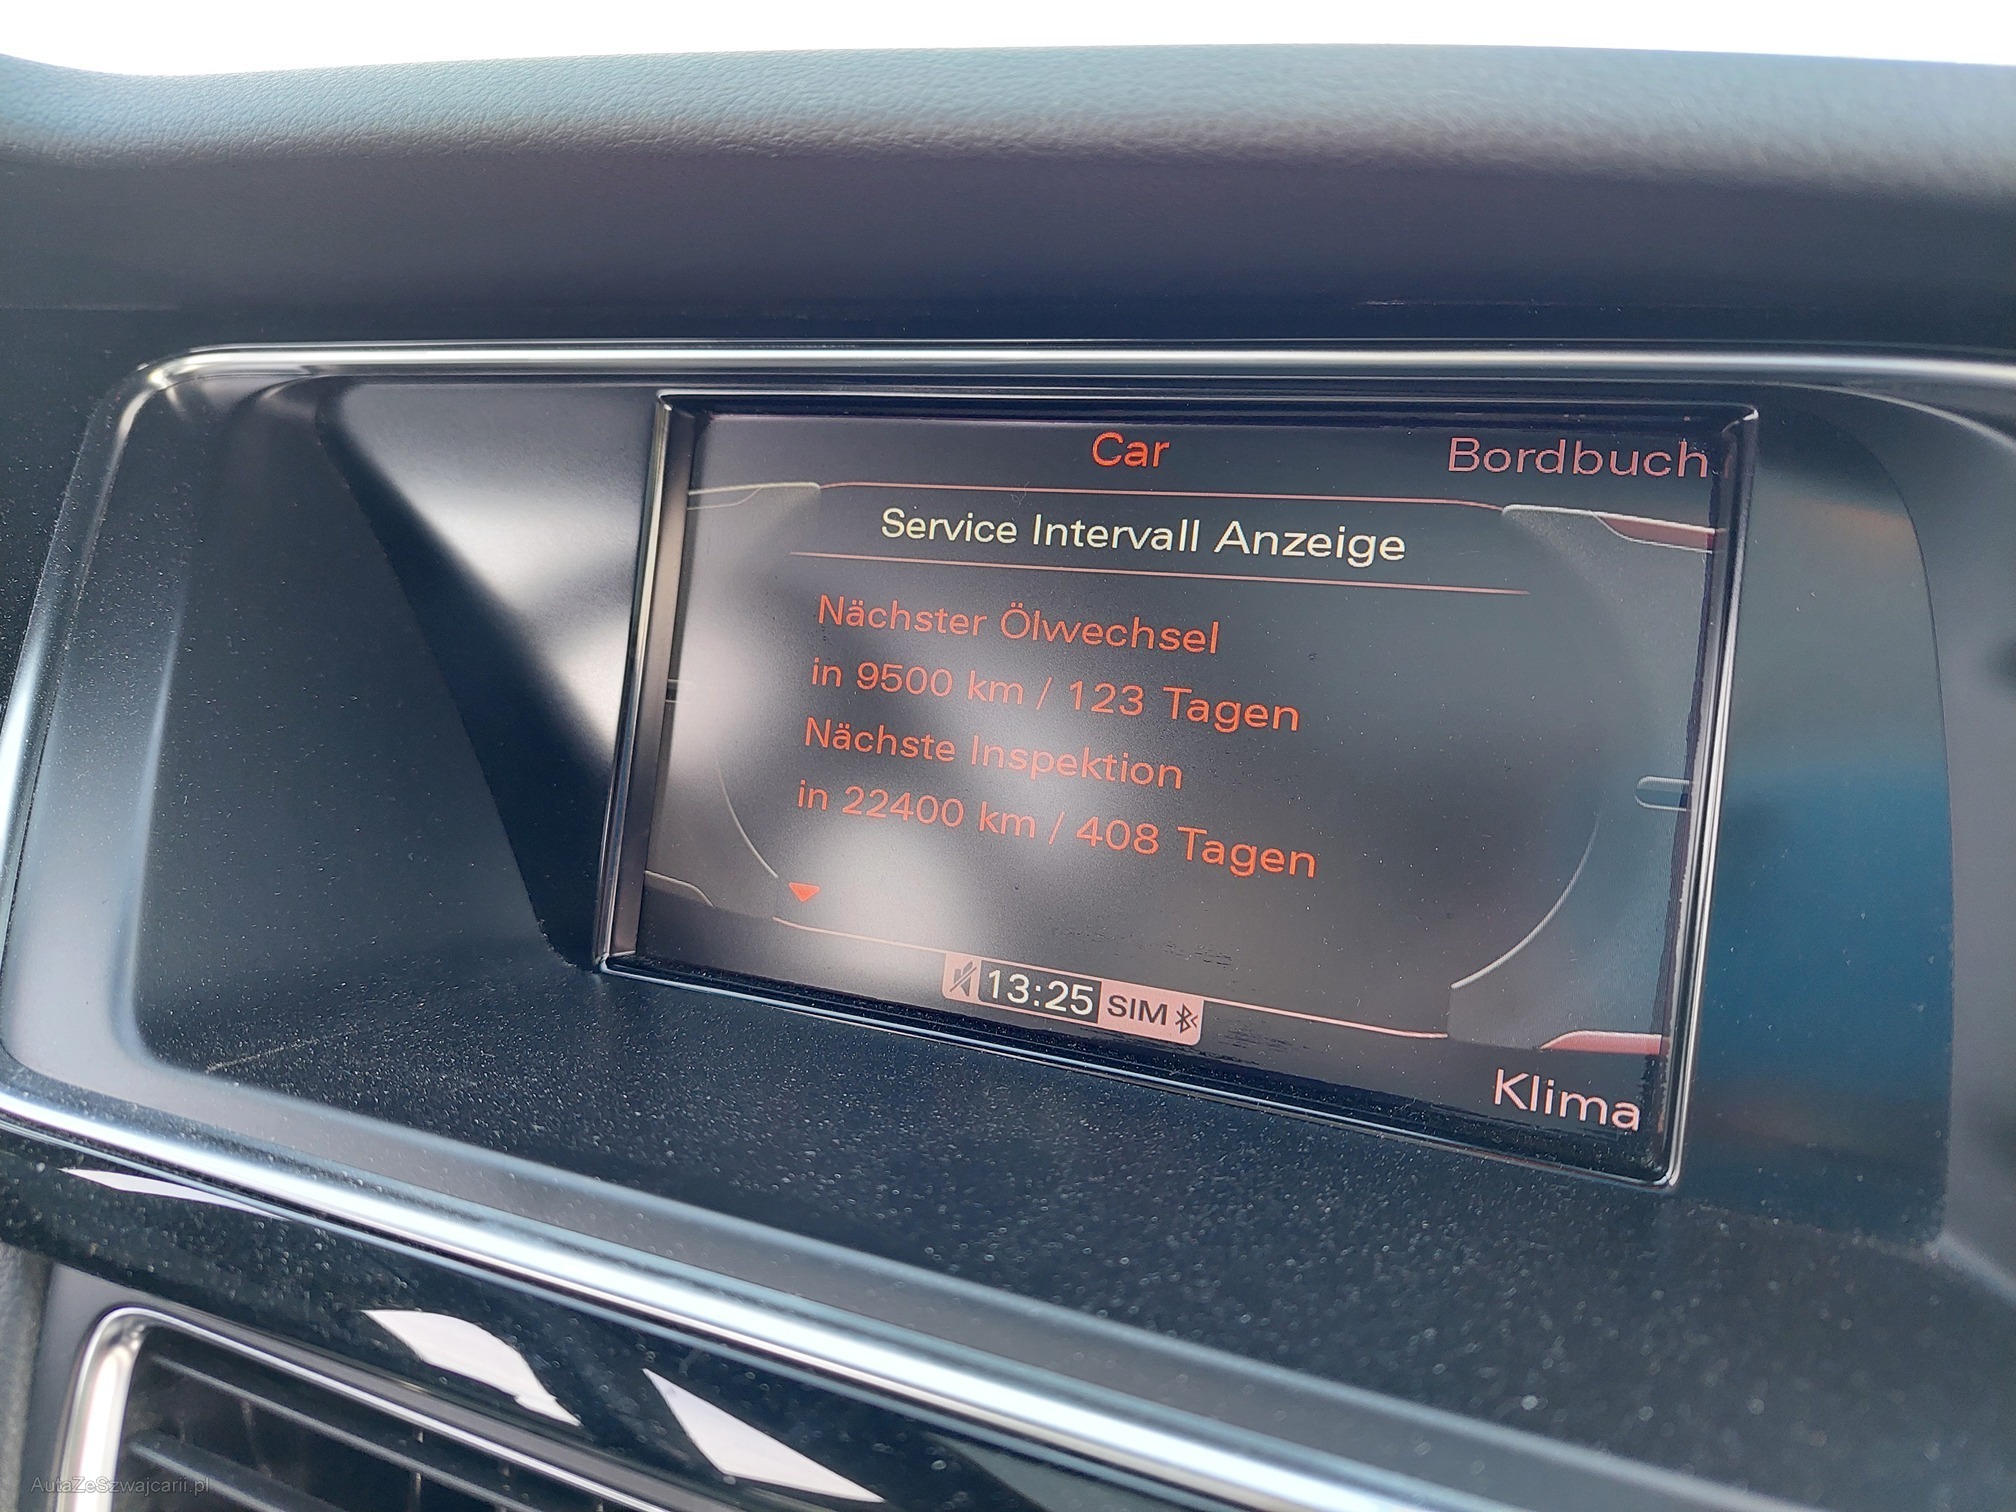 Car
Bordbuch
Service Intervall Anzeige
Nächster Ölwechsel
in 9500 km / 123 Tagen
Nächste Inspektion
in 22400 km / 408 Tagen
13:25 SIM
Klima
AutaZeSzwajcarii.pl